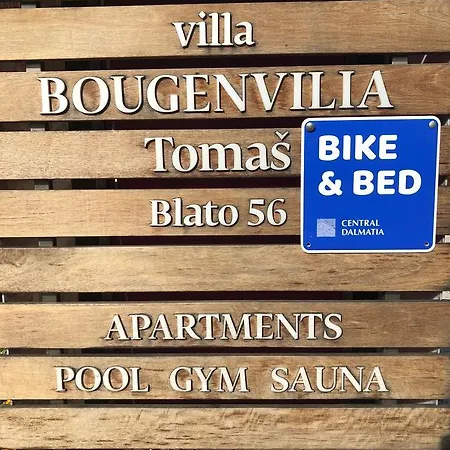 villa
BOUGENVILIA
Tomaš
Blato 56
BIKE
& BED
CENTRAL
DALMATIA
APARTMENTS
POOL GYM SAUNA